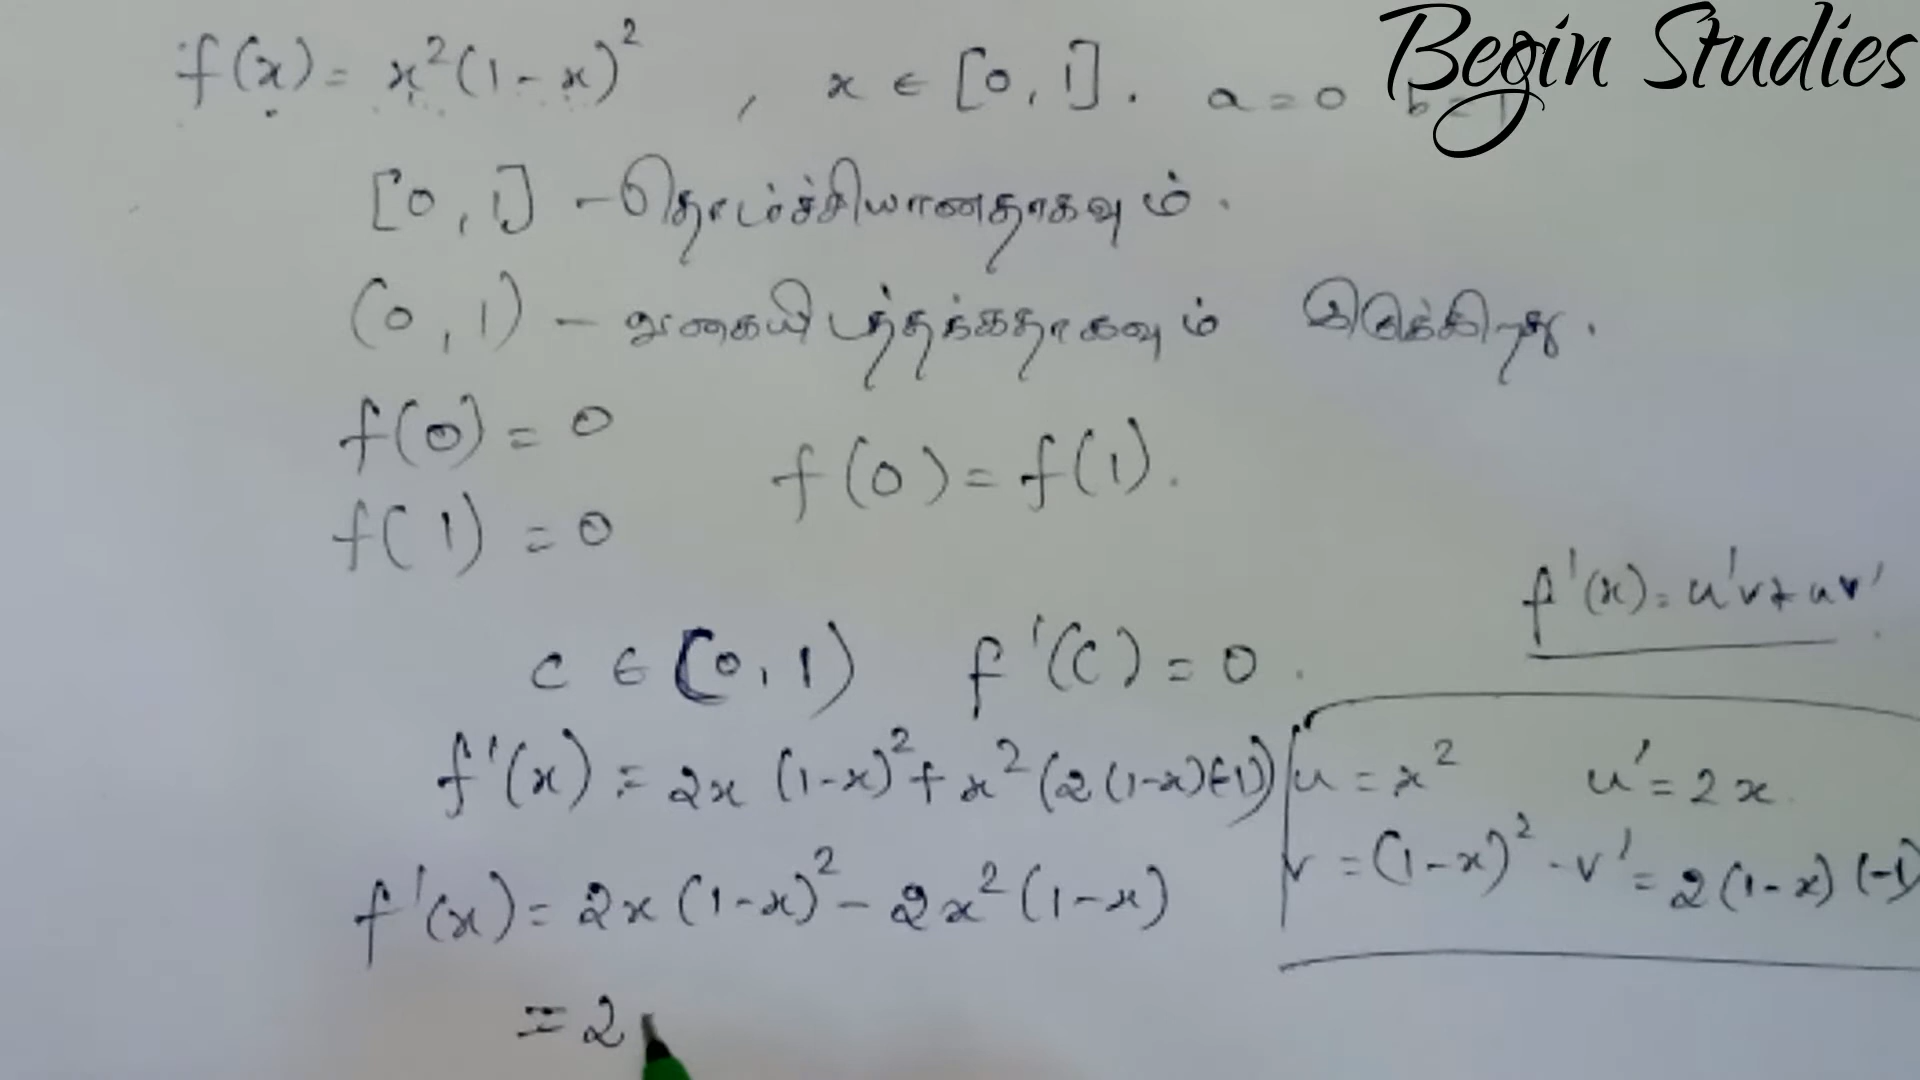 Begin Studies
f(x) = x²(1-x)², x ∈ [0, 1]. a = 0 b = 1
[0, 1] - தொடர்ச்சியானதாகவும்.
(0, 1) - வகையிடத்தக்கதாகவும் இருக்கிறது.
f(0) = 0
f(0) = f(1).
f(1) = 0
f'(x) = u'v + uv'
c ∈ (0, 1) f'(c) = 0.
f'(x) = 2x (1-x)² + x² (2(1-x)(-1))
u = x² u' = 2x.
f'(x) = 2x (1-x)² - 2x² (1-x)
v = (1-x)² - v' = 2(1-x)(-1)
= 2